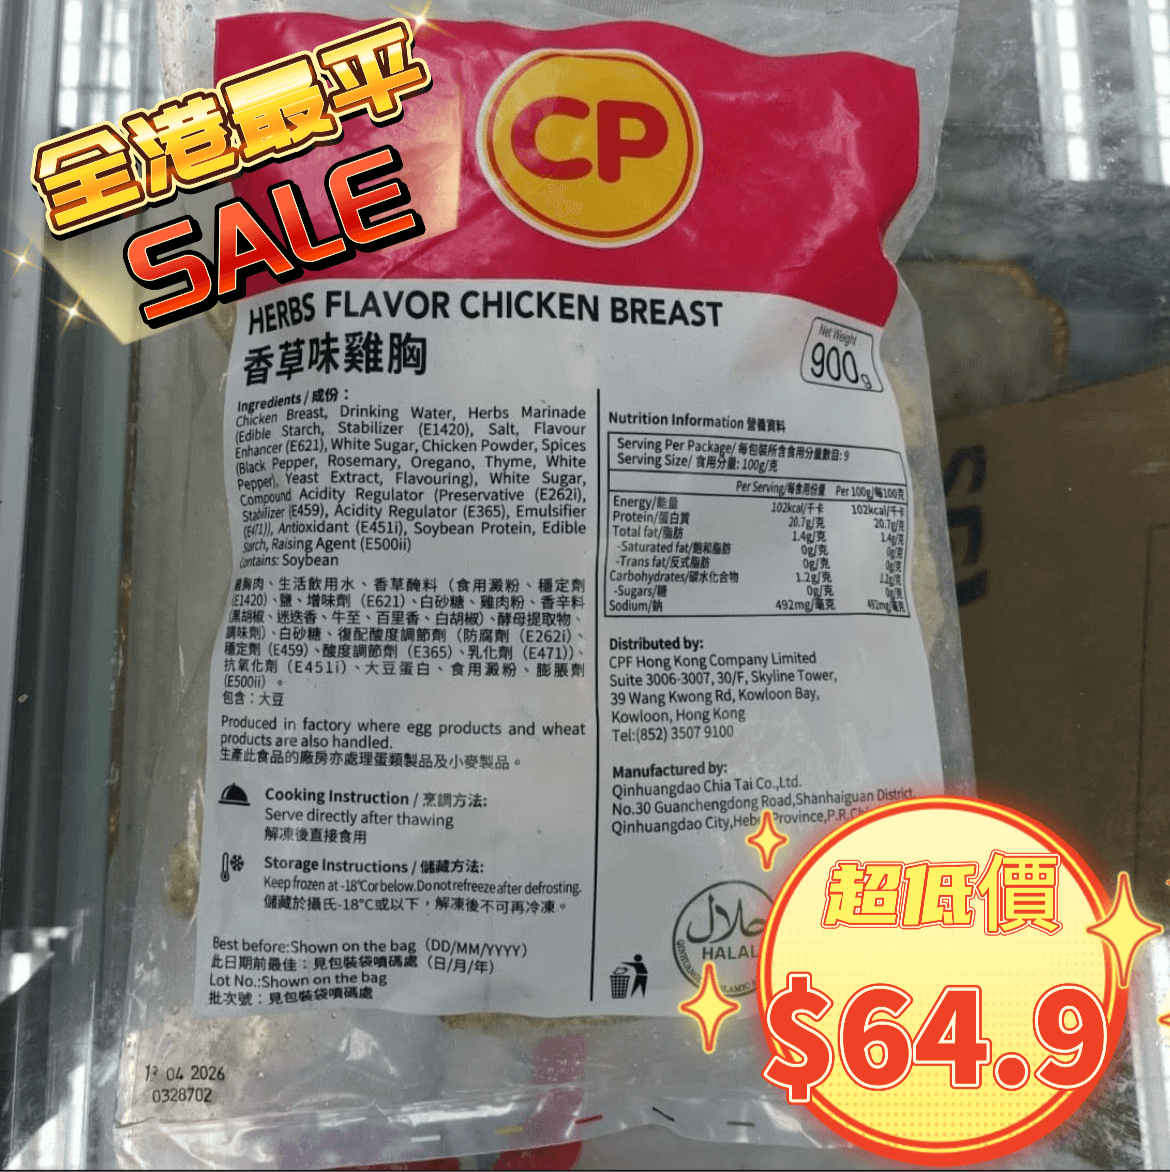 全港最平
SALE
CP
HERBS FLAVOR CHICKEN BREAST
香草味雞胸
Net Weight
900g
Ingredients / 成份：
Chicken Breast, Drinking Water, Herbs Marinade
(Edible Starch, Stabilizer (E1420), Salt, Flavour
Enhancer (E621), White Sugar, Chicken Powder, Spices
(Black Pepper, Rosemary, Oregano, Thyme, White
Pepper), Yeast Extract, Flavouring), White Sugar,
Compound Acidity Regulator (Preservative (E262i),
Stabilizer (E459), Acidity Regulator (E365), Emulsifier
(E471)), Antioxidant (E451i), Soybean Protein, Edible
Starch, Raising Agent (E500ii)
Contains: Soybean
雞胸肉、生活飲用水、香草醃料（食用澱粉、穩定劑
(E1420)、鹽、增味劑（E621）、白砂糖、雞肉粉、香辛料
（黑胡椒、迷迭香、牛至、百里香、白胡椒）、酵母提取物、
調味劑）、白砂糖、復配酸度調節劑（防腐劑（E262i）、
穩定劑（E459）、酸度調節劑（E365）、乳化劑（E471））、
抗氧化劑（E451i）、大豆蛋白、食用澱粉、膨脹劑
(E500ii)。
包含：大豆
Produced in factory where egg products and wheat
products are also handled.
生產此食品的廠房亦處理蛋類製品及小麥製品。
Cooking Instruction / 烹調方法:
Serve directly after thawing
解凍後直接食用
Storage Instructions / 儲藏方法:
Keep frozen at -18°C or below. Do not refreeze after defrosting.
儲藏於攝氏-18°C或以下，解凍後不可再冷凍。
Best before:Shown on the bag（DD/MM/YYYY）
此日期前最佳：見包裝袋噴碼處（日/月/年）
Lot No.:Shown on the bag
批次號：見包裝袋噴碼處
04 2026
0328702
Nutrition Information 營養資料
Serving Per Package/ 每包裝所含食用分量數目: 9
Serving Size/ 食用分量: 100g/克
Per Serving/每食用份量 Per 100g/每100克
Energy/能量 102kcal/千卡 102kcal/千卡
Protein/蛋白質 20.7g/克 20.7g/克
Total fat/脂肪 1.4g/克 1.4g/克
-Saturated fat/飽和脂肪 0g/克 0g/克
-Trans fat/反式脂肪 0g/克 0g/克
Carbohydrates/碳水化合物 1.2g/克 1.2g/克
-Sugars/糖 0g/克 0g/克
Sodium/鈉 492mg/毫克 492mg/毫克
Distributed by:
CPF Hong Kong Company Limited
Suite 3006-3007, 30/F, Skyline Tower,
39 Wang Kwong Rd, Kowloon Bay,
Kowloon, Hong Kong
Tel:(852) 3507 9100
Manufactured by:
Qinhuangdao Chia Tai Co.,Ltd.
No.30 Guanchengdong Road,Shanhaiguan District,
Qinhuangdao City,Hebe Province,P.R.
حلال
HALAL
超低價
$64.9